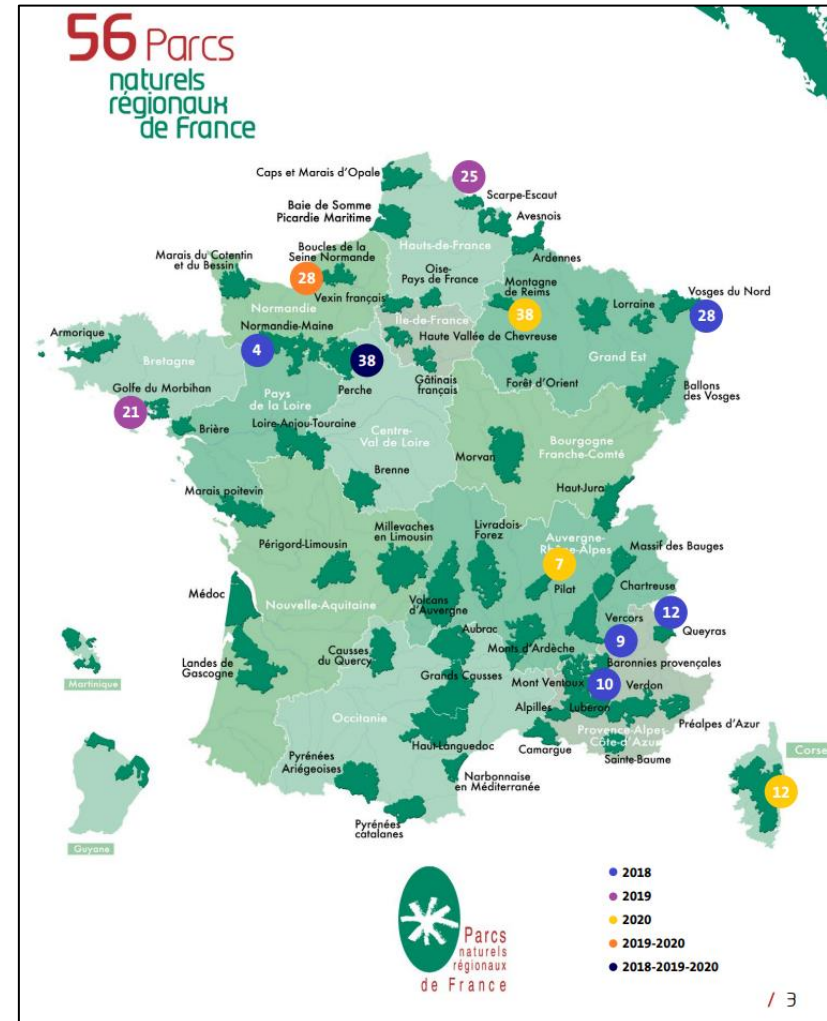 56 Parcs
naturels
régionaux
de France
Caps et Marais d'Opale
25
Scarpe-Escaut
Baie de Somme
Picardie Maritime
Avesnois
Hauts-de-France
Ardennes
Marais du Cotentin
et du Bessin
Boucles de la
Seine Normande
28
Oise-
Pays de France
Montagne
de Reims
38
Lorraine
Vosges du Nord
28
Vexin français
Normandie
Île-de-France
Normandie-Maine
Haute Vallée de Chevreuse
Grand Est
Armorique
Bretagne
4
38
Perche
Gâtinais
français
Forêt d'Orient
Ballons
des Vosges
Golfe du Morbihan
21
Pays
de la Loire
Brière
Loire-Anjou-Touraine
Centre-
Val de Loire
Bourgogne
Franche-Comté
Morvan
Brenne
Haut-Jura
Marais poitevin
Périgord-Limousin
Millevaches
en Limousin
Livradois-
Forez
Auvergne-
Rhône-Alpes
7
Pilat
Massif des Bauges
Chartreuse
Médoc
Nouvelle-Aquitaine
Volcans
d'Auvergne
Vercors
12
Queyras
9
Aubrac
Monts d'Ardèche
Baronnies provençales
Landes de
Gascogne
Causses
du Quercy
Grands Causses
Mont Ventoux
10
Verdon
Martinique
Occitanie
Alpilles
Luberon
Préalpes d'Azur
Haut-Languedoc
Camargue
Provence-Alpes
Côte-d'Azur
Sainte-Baume
Corse
Pyrénées
Ariégeoises
Narbonnaise
en Méditerranée
12
Pyrénées
catalanes
Guyane
2018
2019
2020
2019-2020
2018-2019-2020
Parcs
naturels
régionaux
de France
/ 3